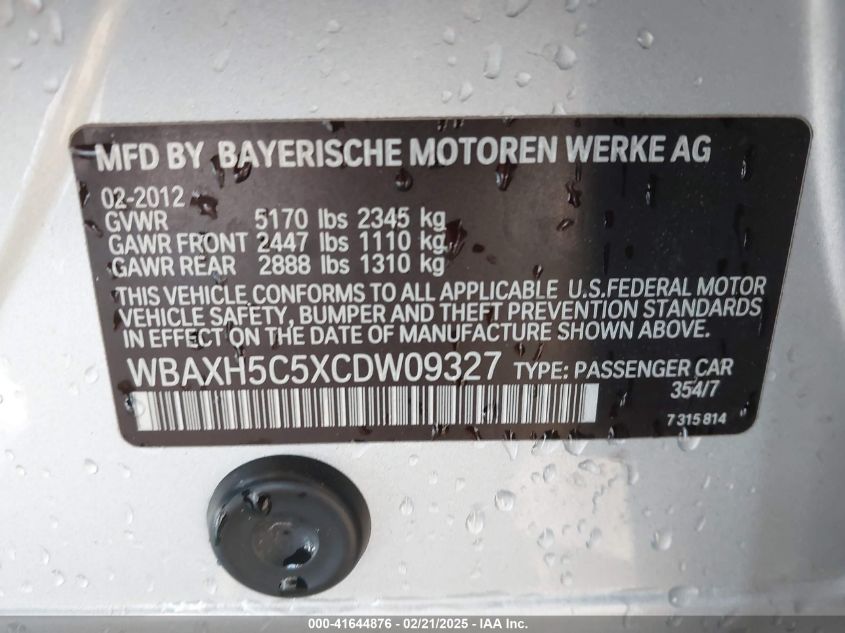 MFD BY BAYERISCHE MOTOREN WERKE AG
02-2012
GVWR 5170 lbs 2345 kg
GAWR FRONT 2447 lbs 1110 kg
GAWR REAR 2888 lbs 1310 kg
THIS VEHICLE CONFORMS TO ALL APPLICABLE U.S.FEDERAL MOTOR
VEHICLE SAFETY, BUMPER AND THEFT PREVENTION STANDARDS
IN EFFECT ON THE DATE OF MANUFACTURE SHOWN ABOVE.
WBAXH5C5XCDW09327 TYPE: PASSENGER CAR
354/7
7315814
000-41644876 - 02/21/2025 - IAA Inc.